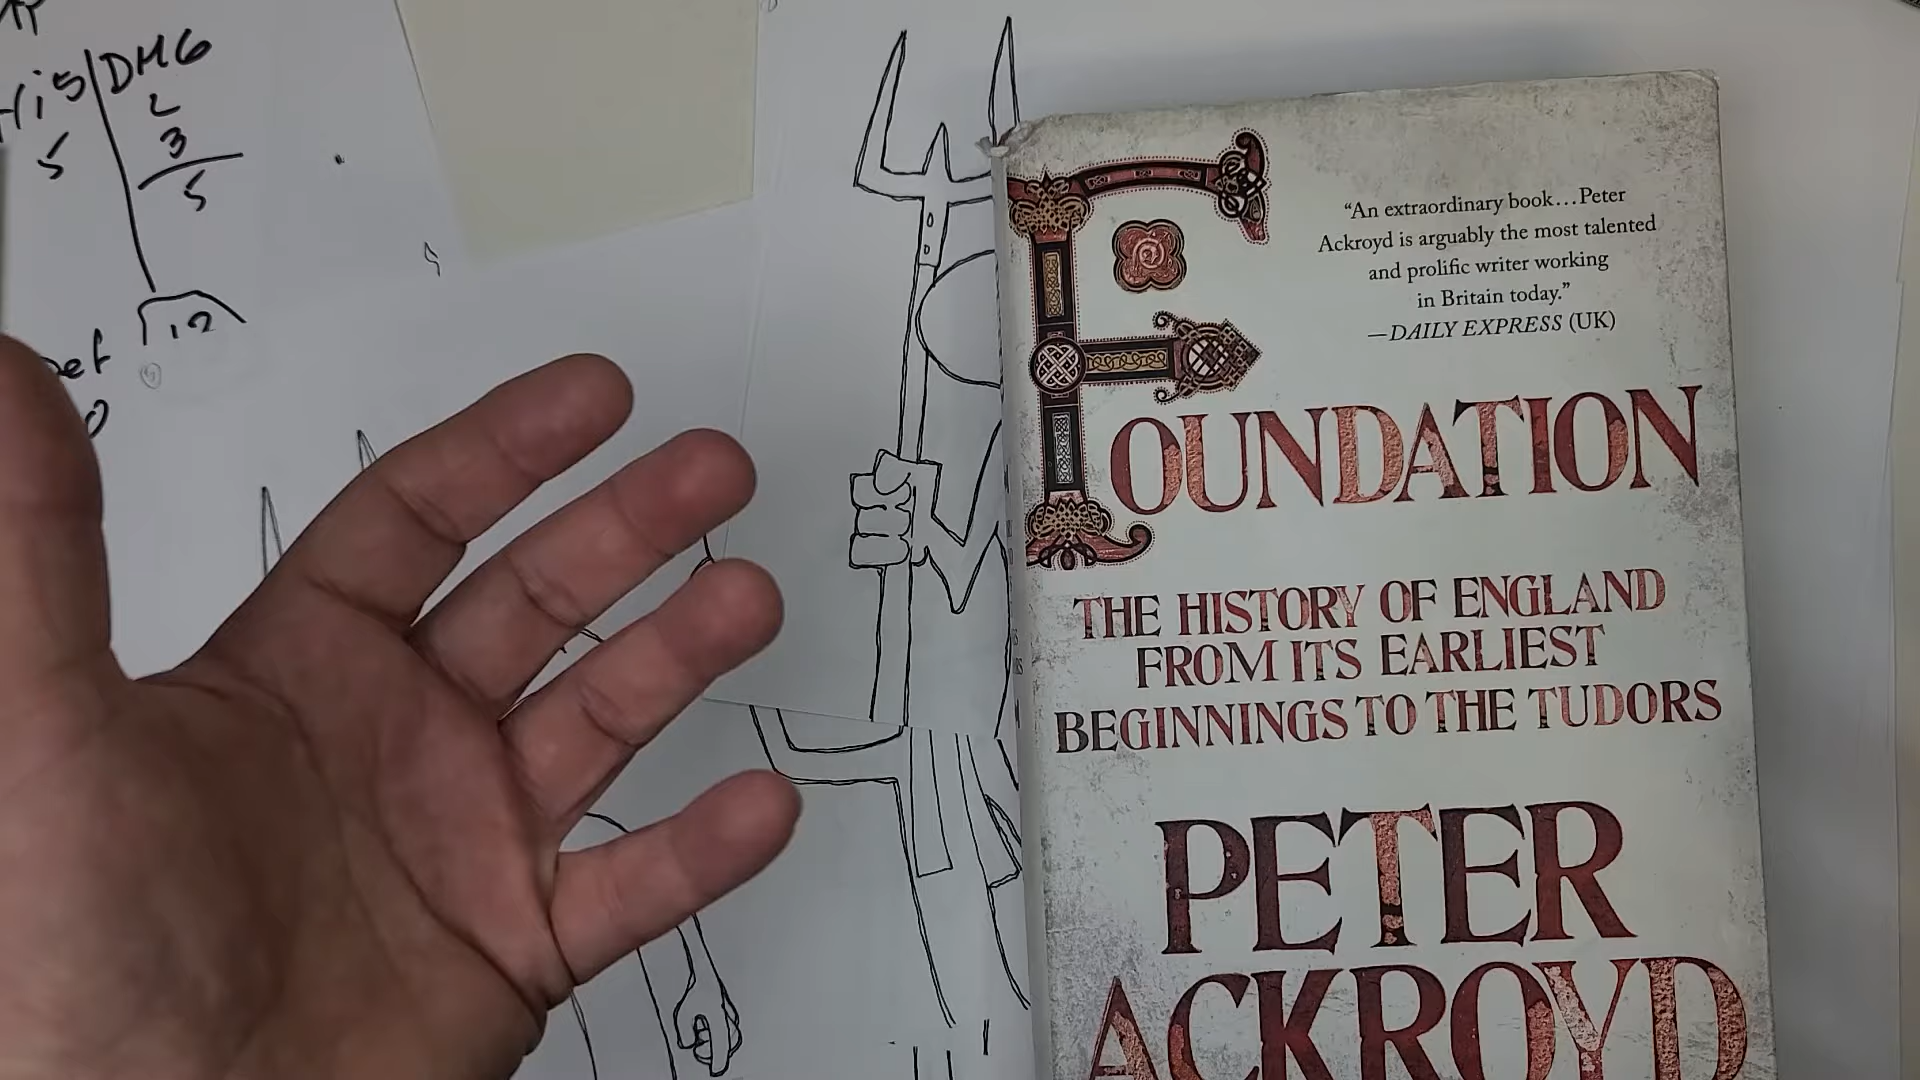 DMG
5
3
5
12
"An extraordinary book...Peter
Ackroyd is arguably the most talented
and prolific writer working
in Britain today."
—DAILY EXPRESS (UK)
FOUNDATION
THE HISTORY OF ENGLAND
FROM ITS EARLIEST
BEGINNINGS TO THE TUDORS
PETER
ACKROYD